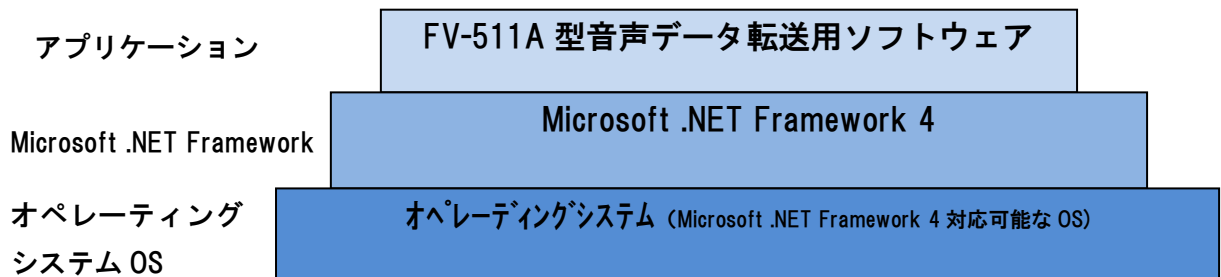 アプリケーション
FV-511A 型音声データ転送用ソフトウェア
Microsoft .NET Framework
Microsoft .NET Framework 4
オペレーティング
システム OS
ｵﾍﾟﾚｰﾃﾞｨﾝｸﾞｼｽﾃﾑ（Microsoft .NET Framework 4 対応可能な OS）